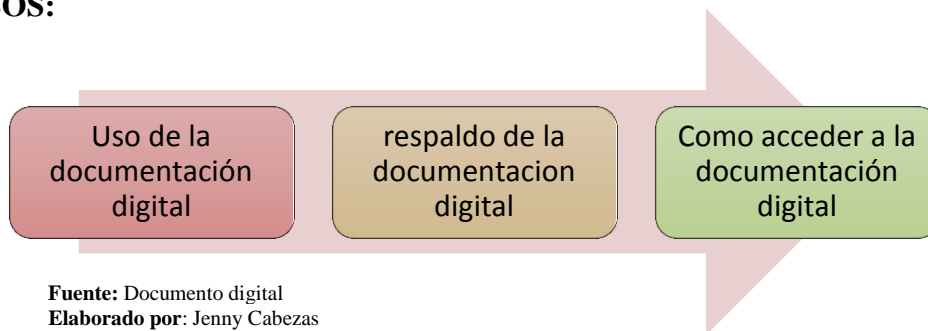 Uso de la
documentación
digital
respaldo de la
documentacion
digital
Como acceder a la
documentación
digital
Fuente: Documento digital
Elaborado por: Jenny Cabezas